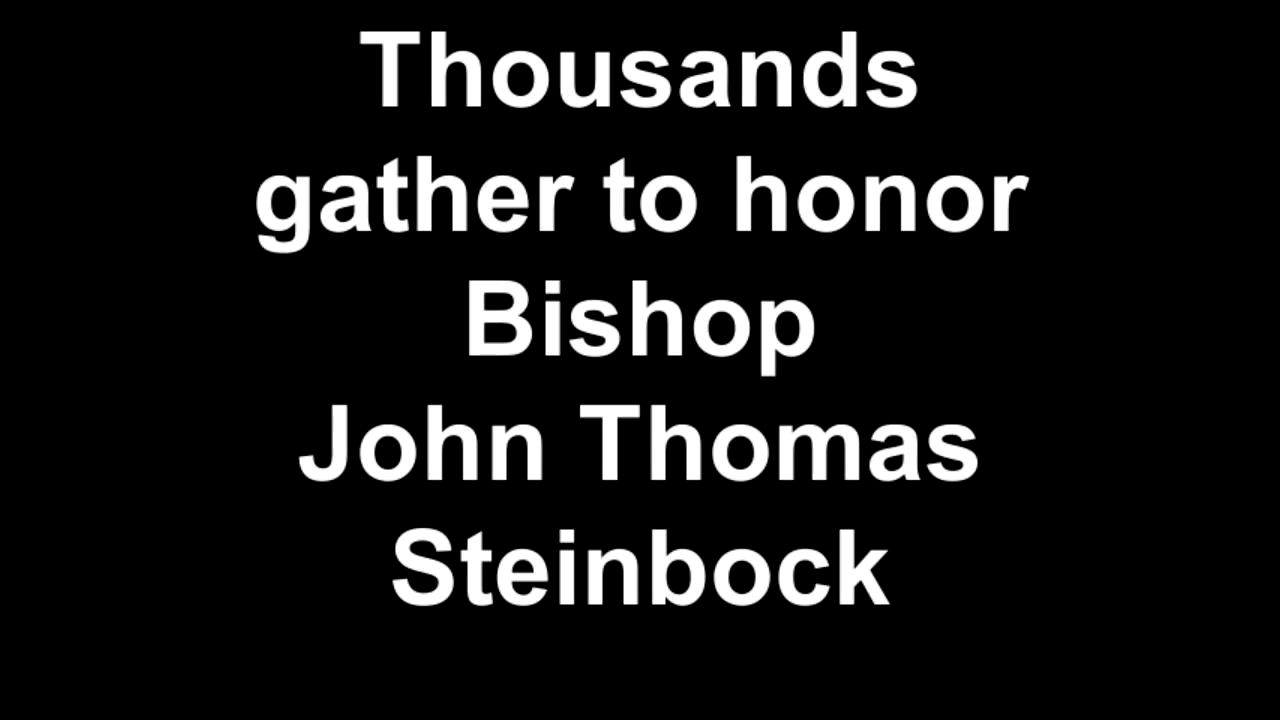 Thousands
gather to honor
Bishop
John Thomas
Steinbock